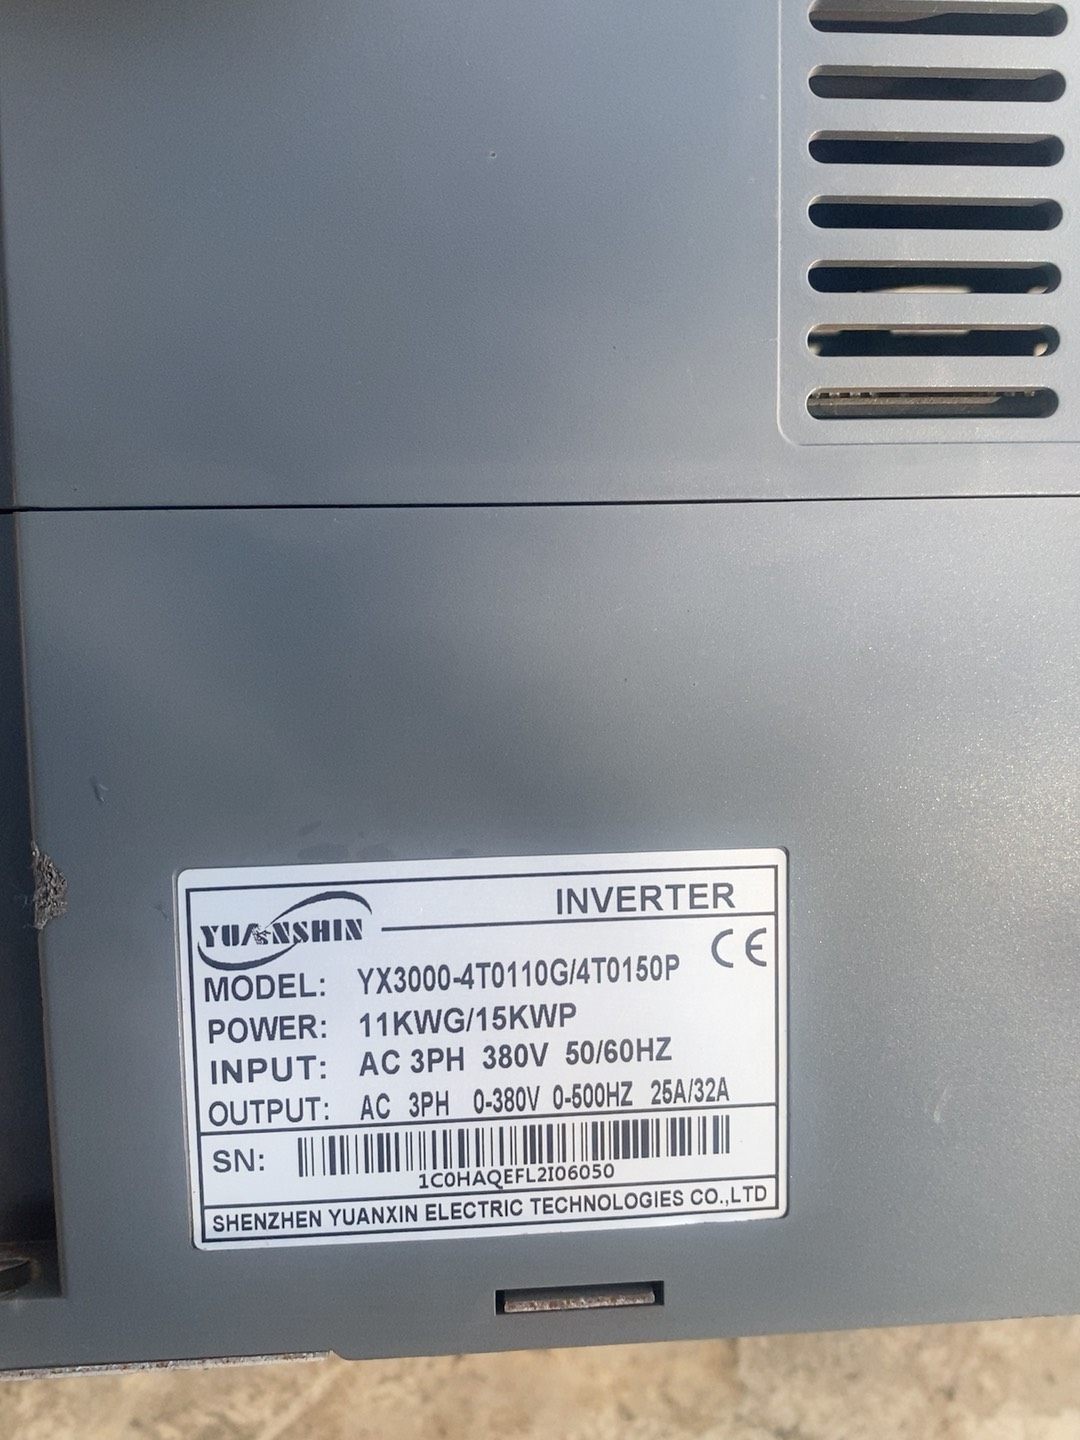 INVERTER
YUANSHIN
CE
MODEL: YX3000-4T0110G/4T0150P
POWER: 11KWG/15KWP
INPUT: AC 3PH 380V 50/60HZ
OUTPUT: AC 3PH 0-380V 0-500HZ 25A/32A
SN:
1C0HAQEFL2I06050
SHENZHEN YUANXIN ELECTRIC TECHNOLOGIES CO.,LTD